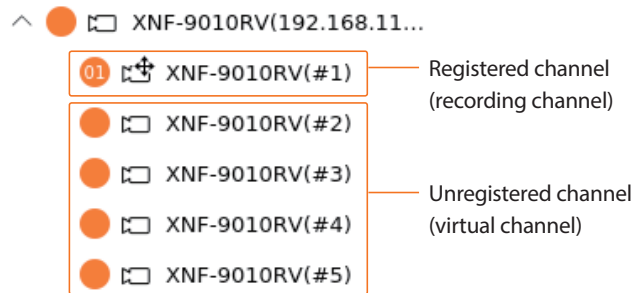 XNF-9010RV(192.168.11...
01 XNF-9010RV(#1)
Registered channel
(recording channel)
XNF-9010RV(#2)
XNF-9010RV(#3)
XNF-9010RV(#4)
XNF-9010RV(#5)
Unregistered channel
(virtual channel)